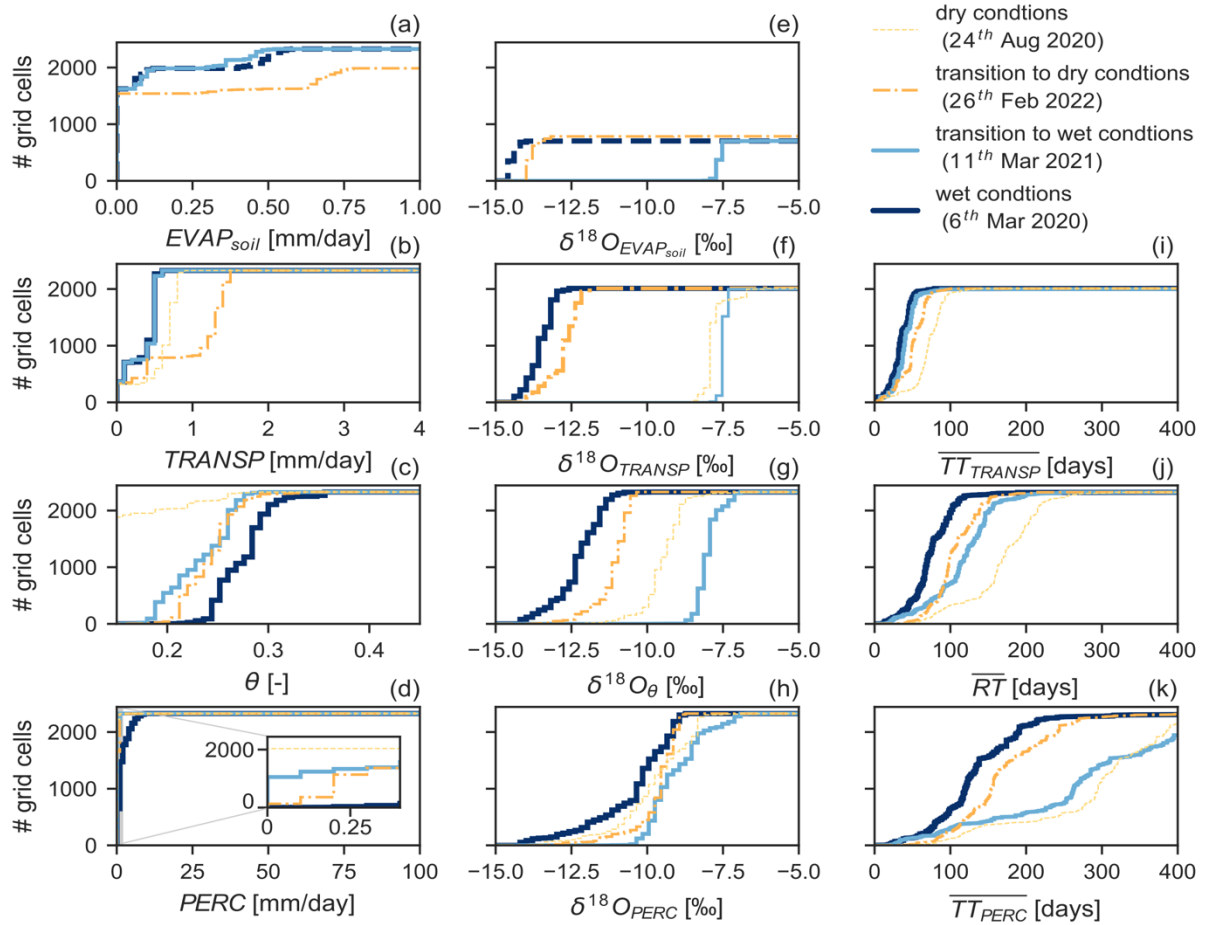 (a)
# grid cells
2000
1000
0
0.00 0.25 0.50 0.75 1.00
EVAPsoil [mm/day]
(e)
−15.0 −12.5 −10.0 −7.5 −5.0
δ18OEVAPsoil [‰]
dry condtions
(24th Aug 2020)
transition to dry condtions
(26th Feb 2022)
transition to wet condtions
(11th Mar 2021)
wet condtions
(6th Mar 2020)
(b)
# grid cells
2000
1000
0
0 1 2 3 4
TRANSP [mm/day]
(f)
−15.0 −12.5 −10.0 −7.5 −5.0
δ18OTRANSP [‰]
(i)
0 100 200 300 400
TTTRANSP [days]
(c)
# grid cells
2000
1000
0
0.2 0.3 0.4
θ [-]
(g)
−15.0 −12.5 −10.0 −7.5 −5.0
δ18Oθ [‰]
(j)
0 100 200 300 400
RT [days]
(d)
# grid cells
2000
1000
0
2000
0
0 0.25
0 25 50 75 100
PERC [mm/day]
(h)
−15.0 −12.5 −10.0 −7.5 −5.0
δ18OPERC [‰]
(k)
0 100 200 300 400
TTPERC [days]